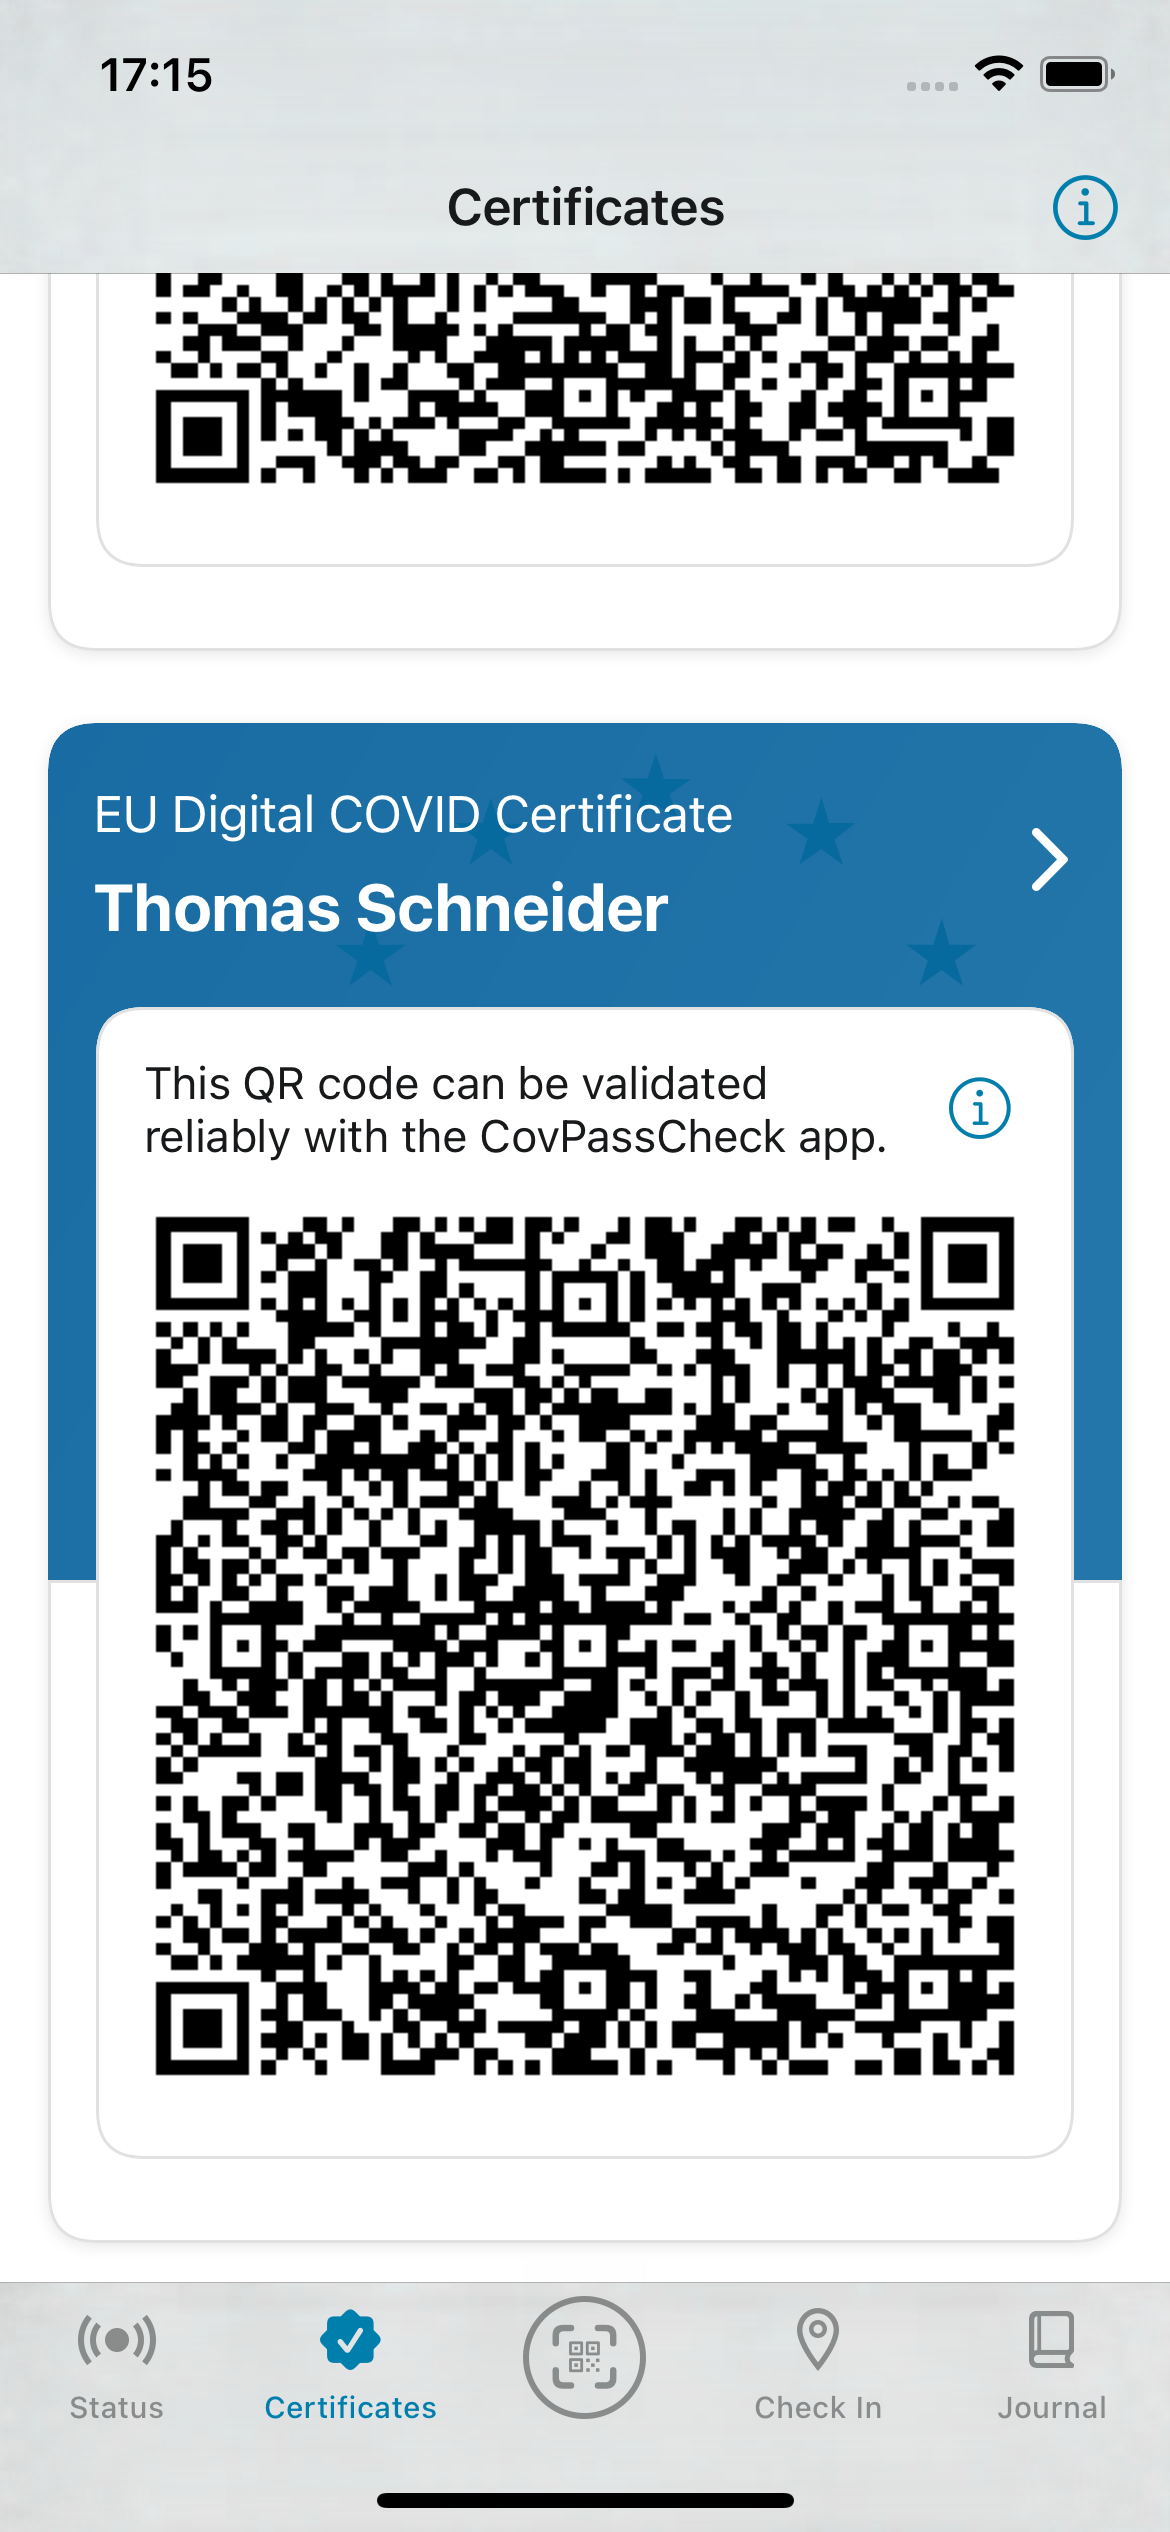 17:15
Certificates
EU Digital COVID Certificate
Thomas Schneider
This QR code can be validated
reliably with the CovPassCheck app.
Status
Certificates
Check In
Journal